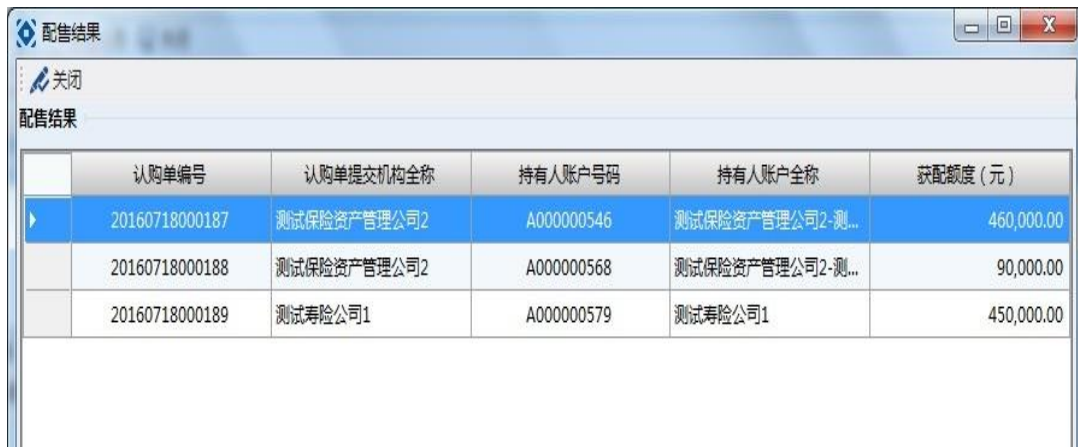 配售结果
关闭
配售结果
认购单编号 认购单提交机构全称 持有人账户号码 持有人账户全称 获配额度（元）
20160718000187 测试保险资产管理公司2 A000000546 测试保险资产管理公司2-测... 460,000.00
20160718000188 测试保险资产管理公司2 A000000568 测试保险资产管理公司2-测... 90,000.00
20160718000189 测试寿险公司1 A000000579 测试寿险公司1 450,000.00